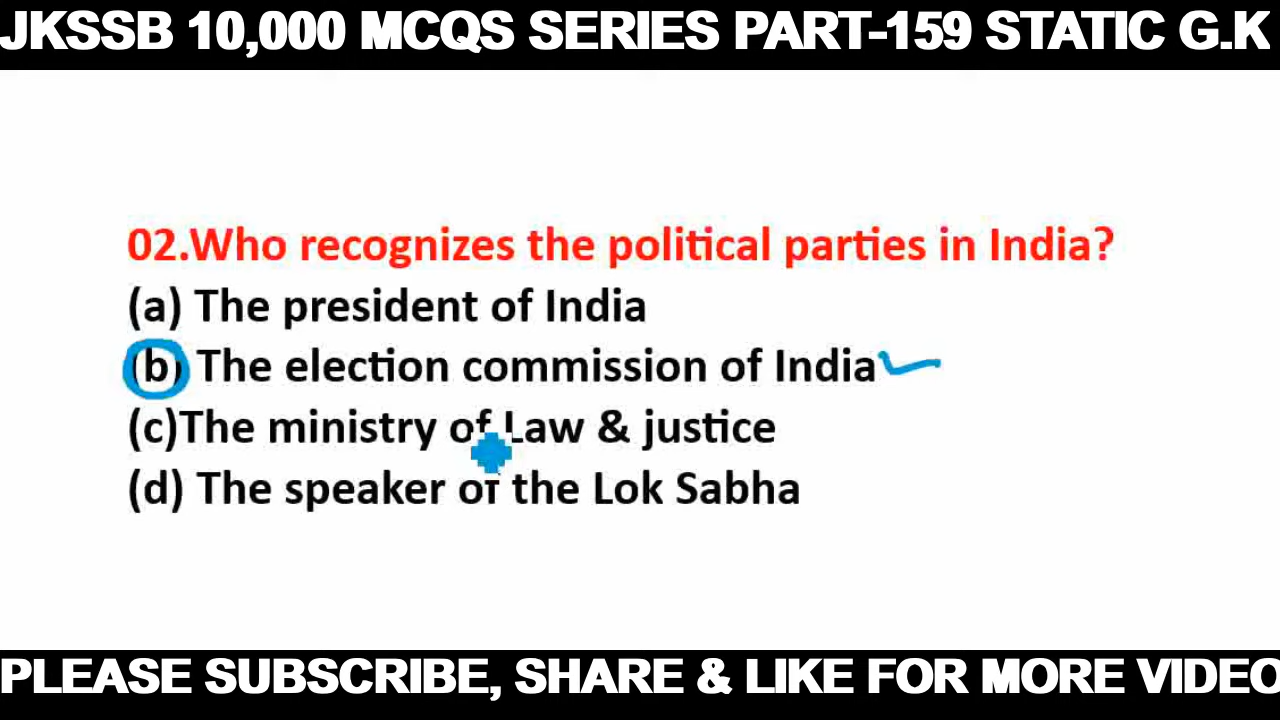 JKSSB 10,000 MCQS SERIES PART-159 STATIC G.K
02.Who recognizes the political parties in India?
(a) The president of India
(b) The election commission of India
(c)The ministry of Law & justice
(d) The speaker of the Lok Sabha
PLEASE SUBSCRIBE, SHARE & LIKE FOR MORE VIDEO